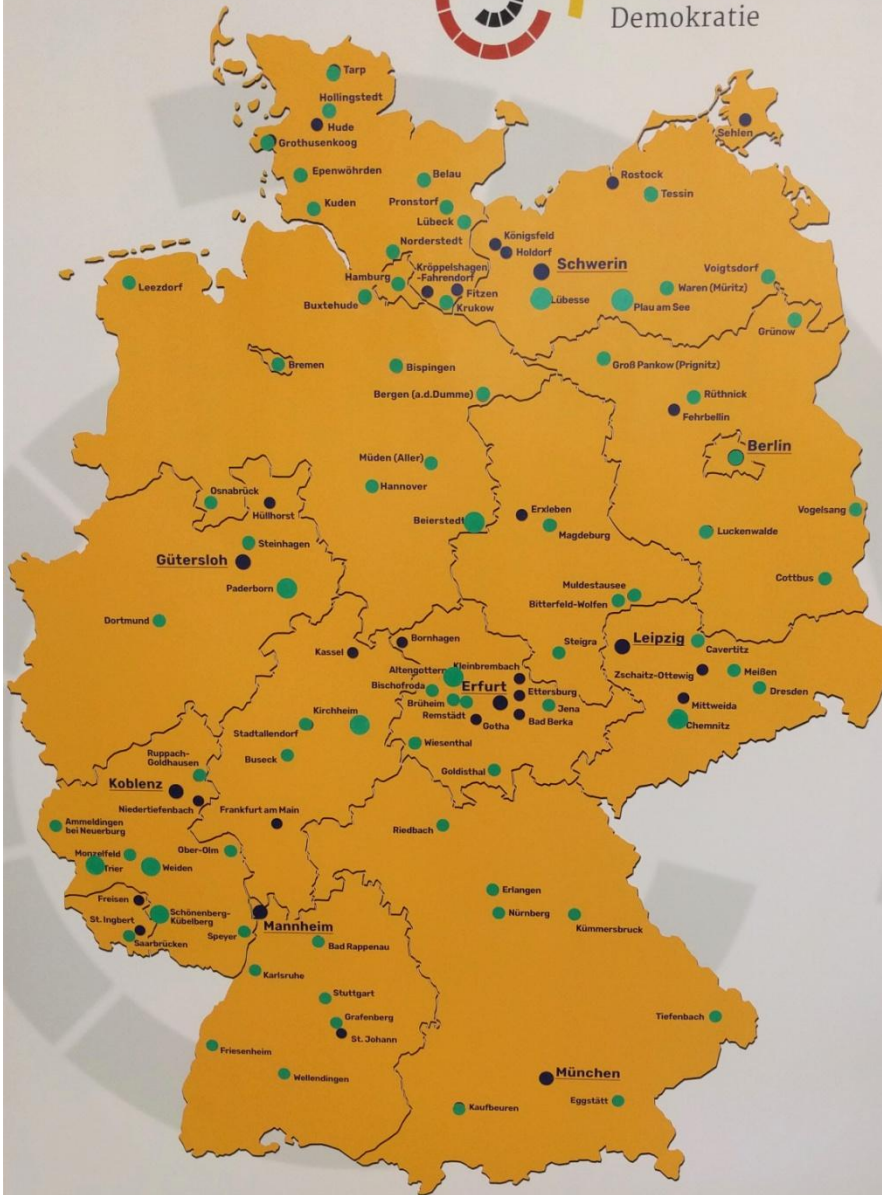 Demokratie
Tarp
Hollingstedt
Hude
Sehlen
Grothusenkoog
Epenwöhrden
Belau
Rostock
Tessin
Kuden
Pronstorf
Lübeck
Norderstedt
Königsfeld
Holdorf
Schwerin
Kröppelshagen
-Fahrendorf
Voigtsdorf
Leezdorf
Hamburg
Fitzen
Waren (Müritz)
Buxtehude
Krukow
Lübesse
Plau am See
Grünow
Bremen
Bispingen
Groß Pankow (Prignitz)
Bergen (a.d.Dumme)
Rüthnick
Fehrbellin
Berlin
Müden (Aller)
Hannover
Osnabrück
Hüllhorst
Erxleben
Vogelsang
Beierstedt
Magdeburg
Luckenwalde
Steinhagen
Gütersloh
Paderborn
Muldestausee
Cottbus
Bitterfeld-Wolfen
Dortmund
Bornhagen
Steigra
Leipzig
Cavertitz
Kassel
Altengottern
Kleinbrembach
Zschaitz-Ottewig
Meißen
Bischofroda
Erfurt
Ettersburg
Dresden
Brüheim
Jena
Mittweida
Kirchheim
Remstädt
Gotha
Bad Berka
Chemnitz
Stadtallendorf
Wiesenthal
Buseck
Ruppach-
Goldhausen
Goldisthal
Koblenz
Niedertiefenbach
Frankfurt am Main
Ammeldingen
bei Neuerburg
Riedbach
Monzelfeld
Ober-Olm
Trier
Weiden
Erlangen
Freisen
Schönenberg-
Kübelberg
Nürnberg
Kümmersbruck
St. Ingbert
Mannheim
Saarbrücken
Speyer
Bad Rappenau
Karlsruhe
Stuttgart
Grafenberg
Tiefenbach
St. Johann
Friesenheim
Wellendingen
München
Kaufbeuren
Eggstätt